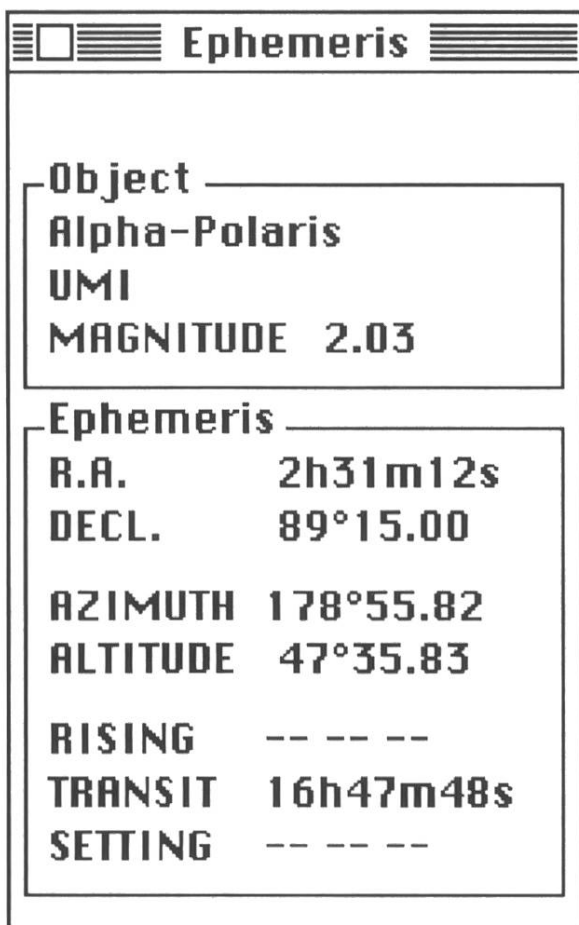 Ephemeris
Object
Alpha-Polaris
UMI
MAGNITUDE 2.03
Ephemeris
R.A. 2h31m12s
DECL. 89°15.00
AZIMUTH 178°55.82
ALTITUDE 47°35.83
RISING -- -- --
TRANSIT 16h47m48s
SETTING -- -- --